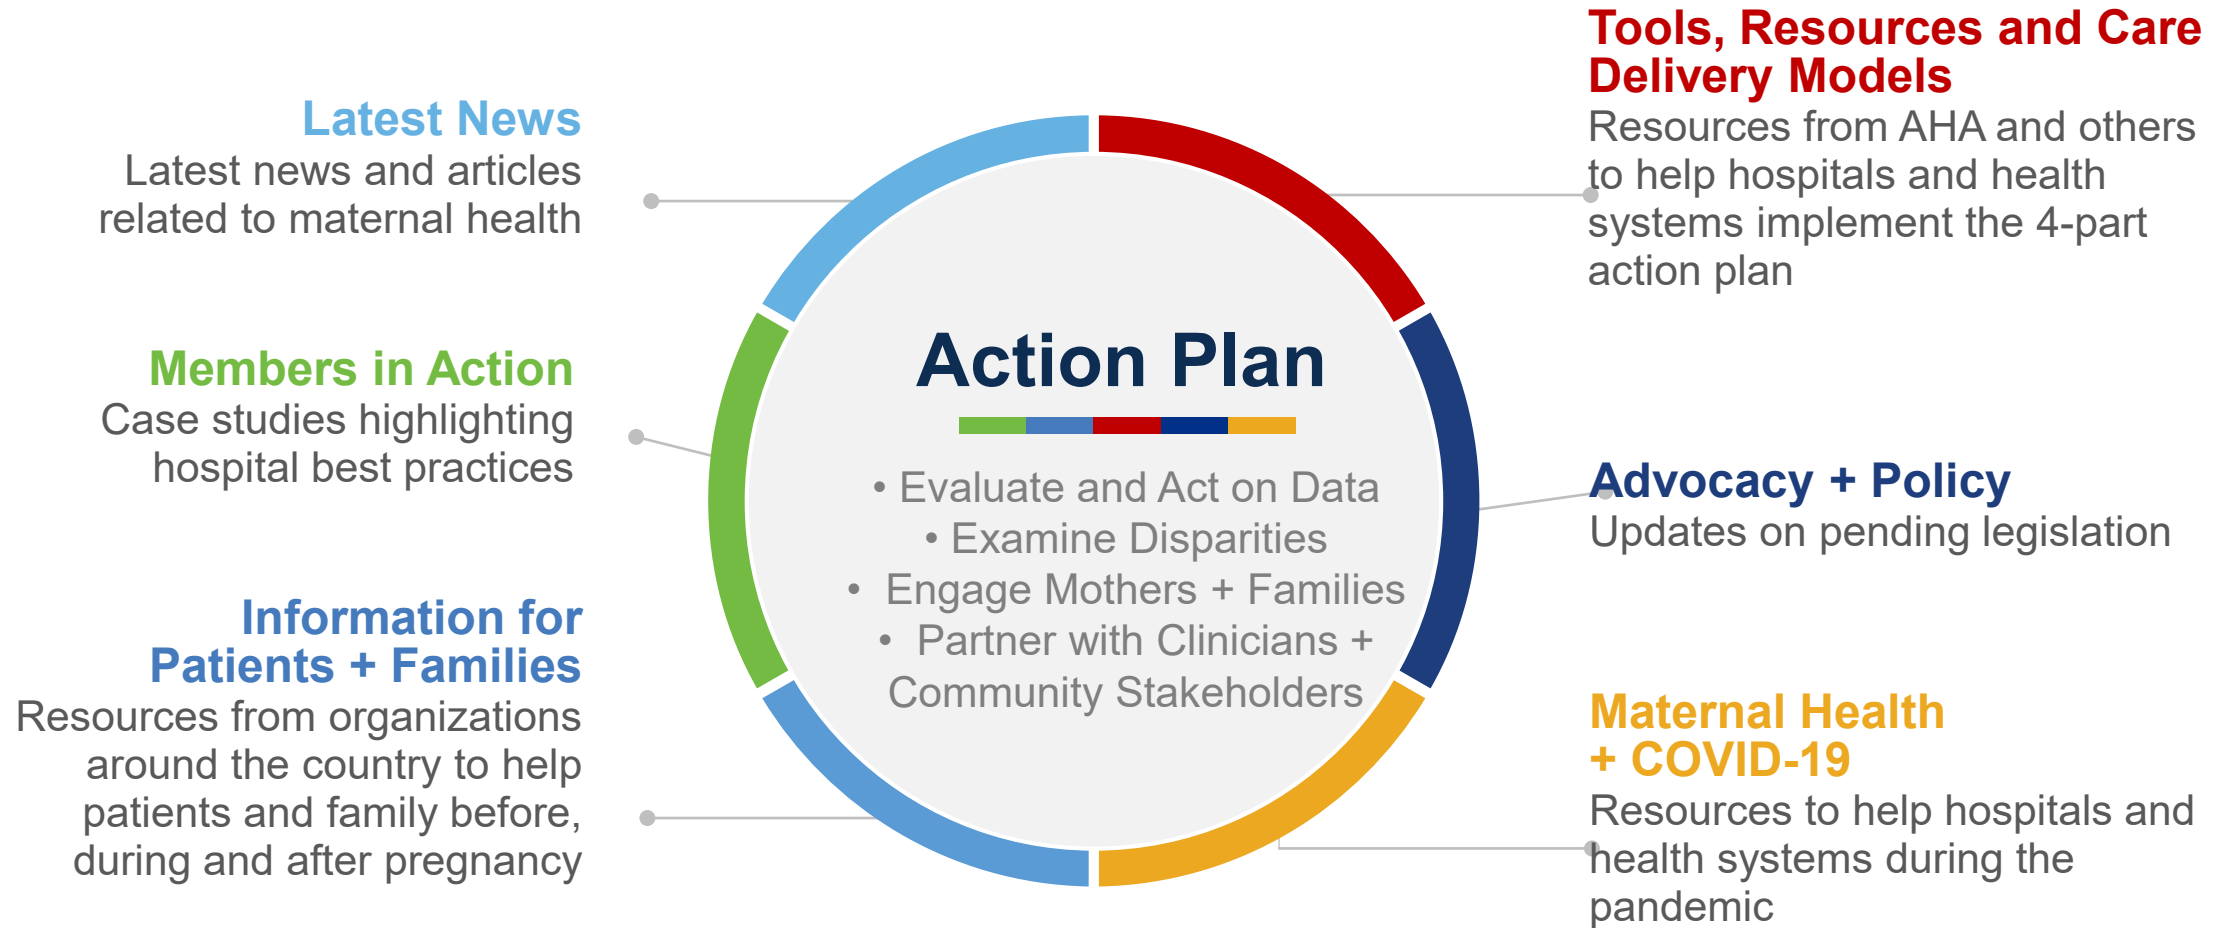 Latest News
Latest news and articles
related to maternal health
Members in Action
Case studies highlighting
hospital best practices
Information for
Patients + Families
Resources from organizations
around the country to help
patients and family before,
during and after pregnancy
Action Plan
• Evaluate and Act on Data
• Examine Disparities
• Engage Mothers + Families
• Partner with Clinicians +
Community Stakeholders
Tools, Resources and Care
Delivery Models
Resources from AHA and others
to help hospitals and health
systems implement the 4-part
action plan
Advocacy + Policy
Updates on pending legislation
Maternal Health
+ COVID-19
Resources to help hospitals and
health systems during the
pandemic